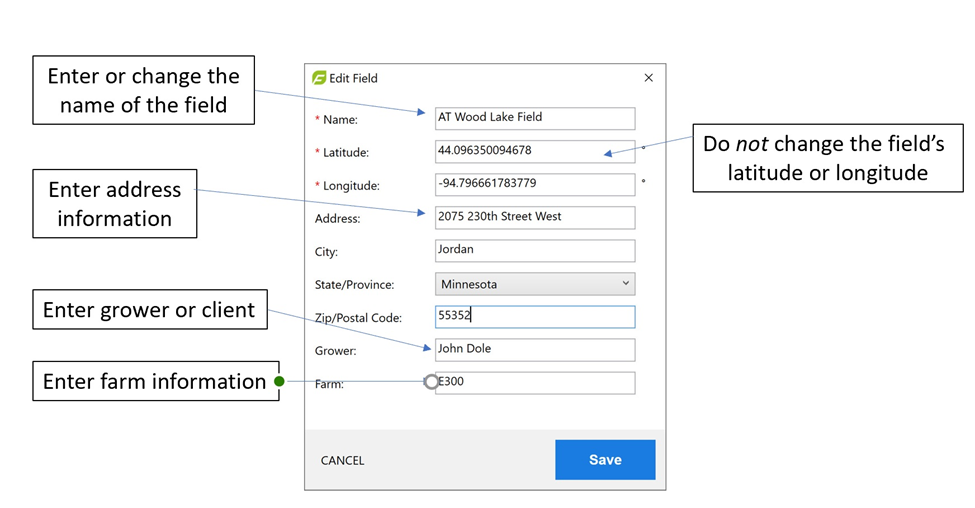 Enter or change the
name of the field
Edit Field
* Name:
AT Wood Lake Field
* Latitude:
44.096350094678
°
Do not change the field's
latitude or longitude
* Longitude:
-94.796661783779
°
Enter address
information
Address:
2075 230th Street West
City:
Jordan
State/Province:
Minnesota
Enter grower or client
Zip/Postal Code:
55352
Grower:
John Dole
Enter farm information
Farm:
E300
CANCEL
Save